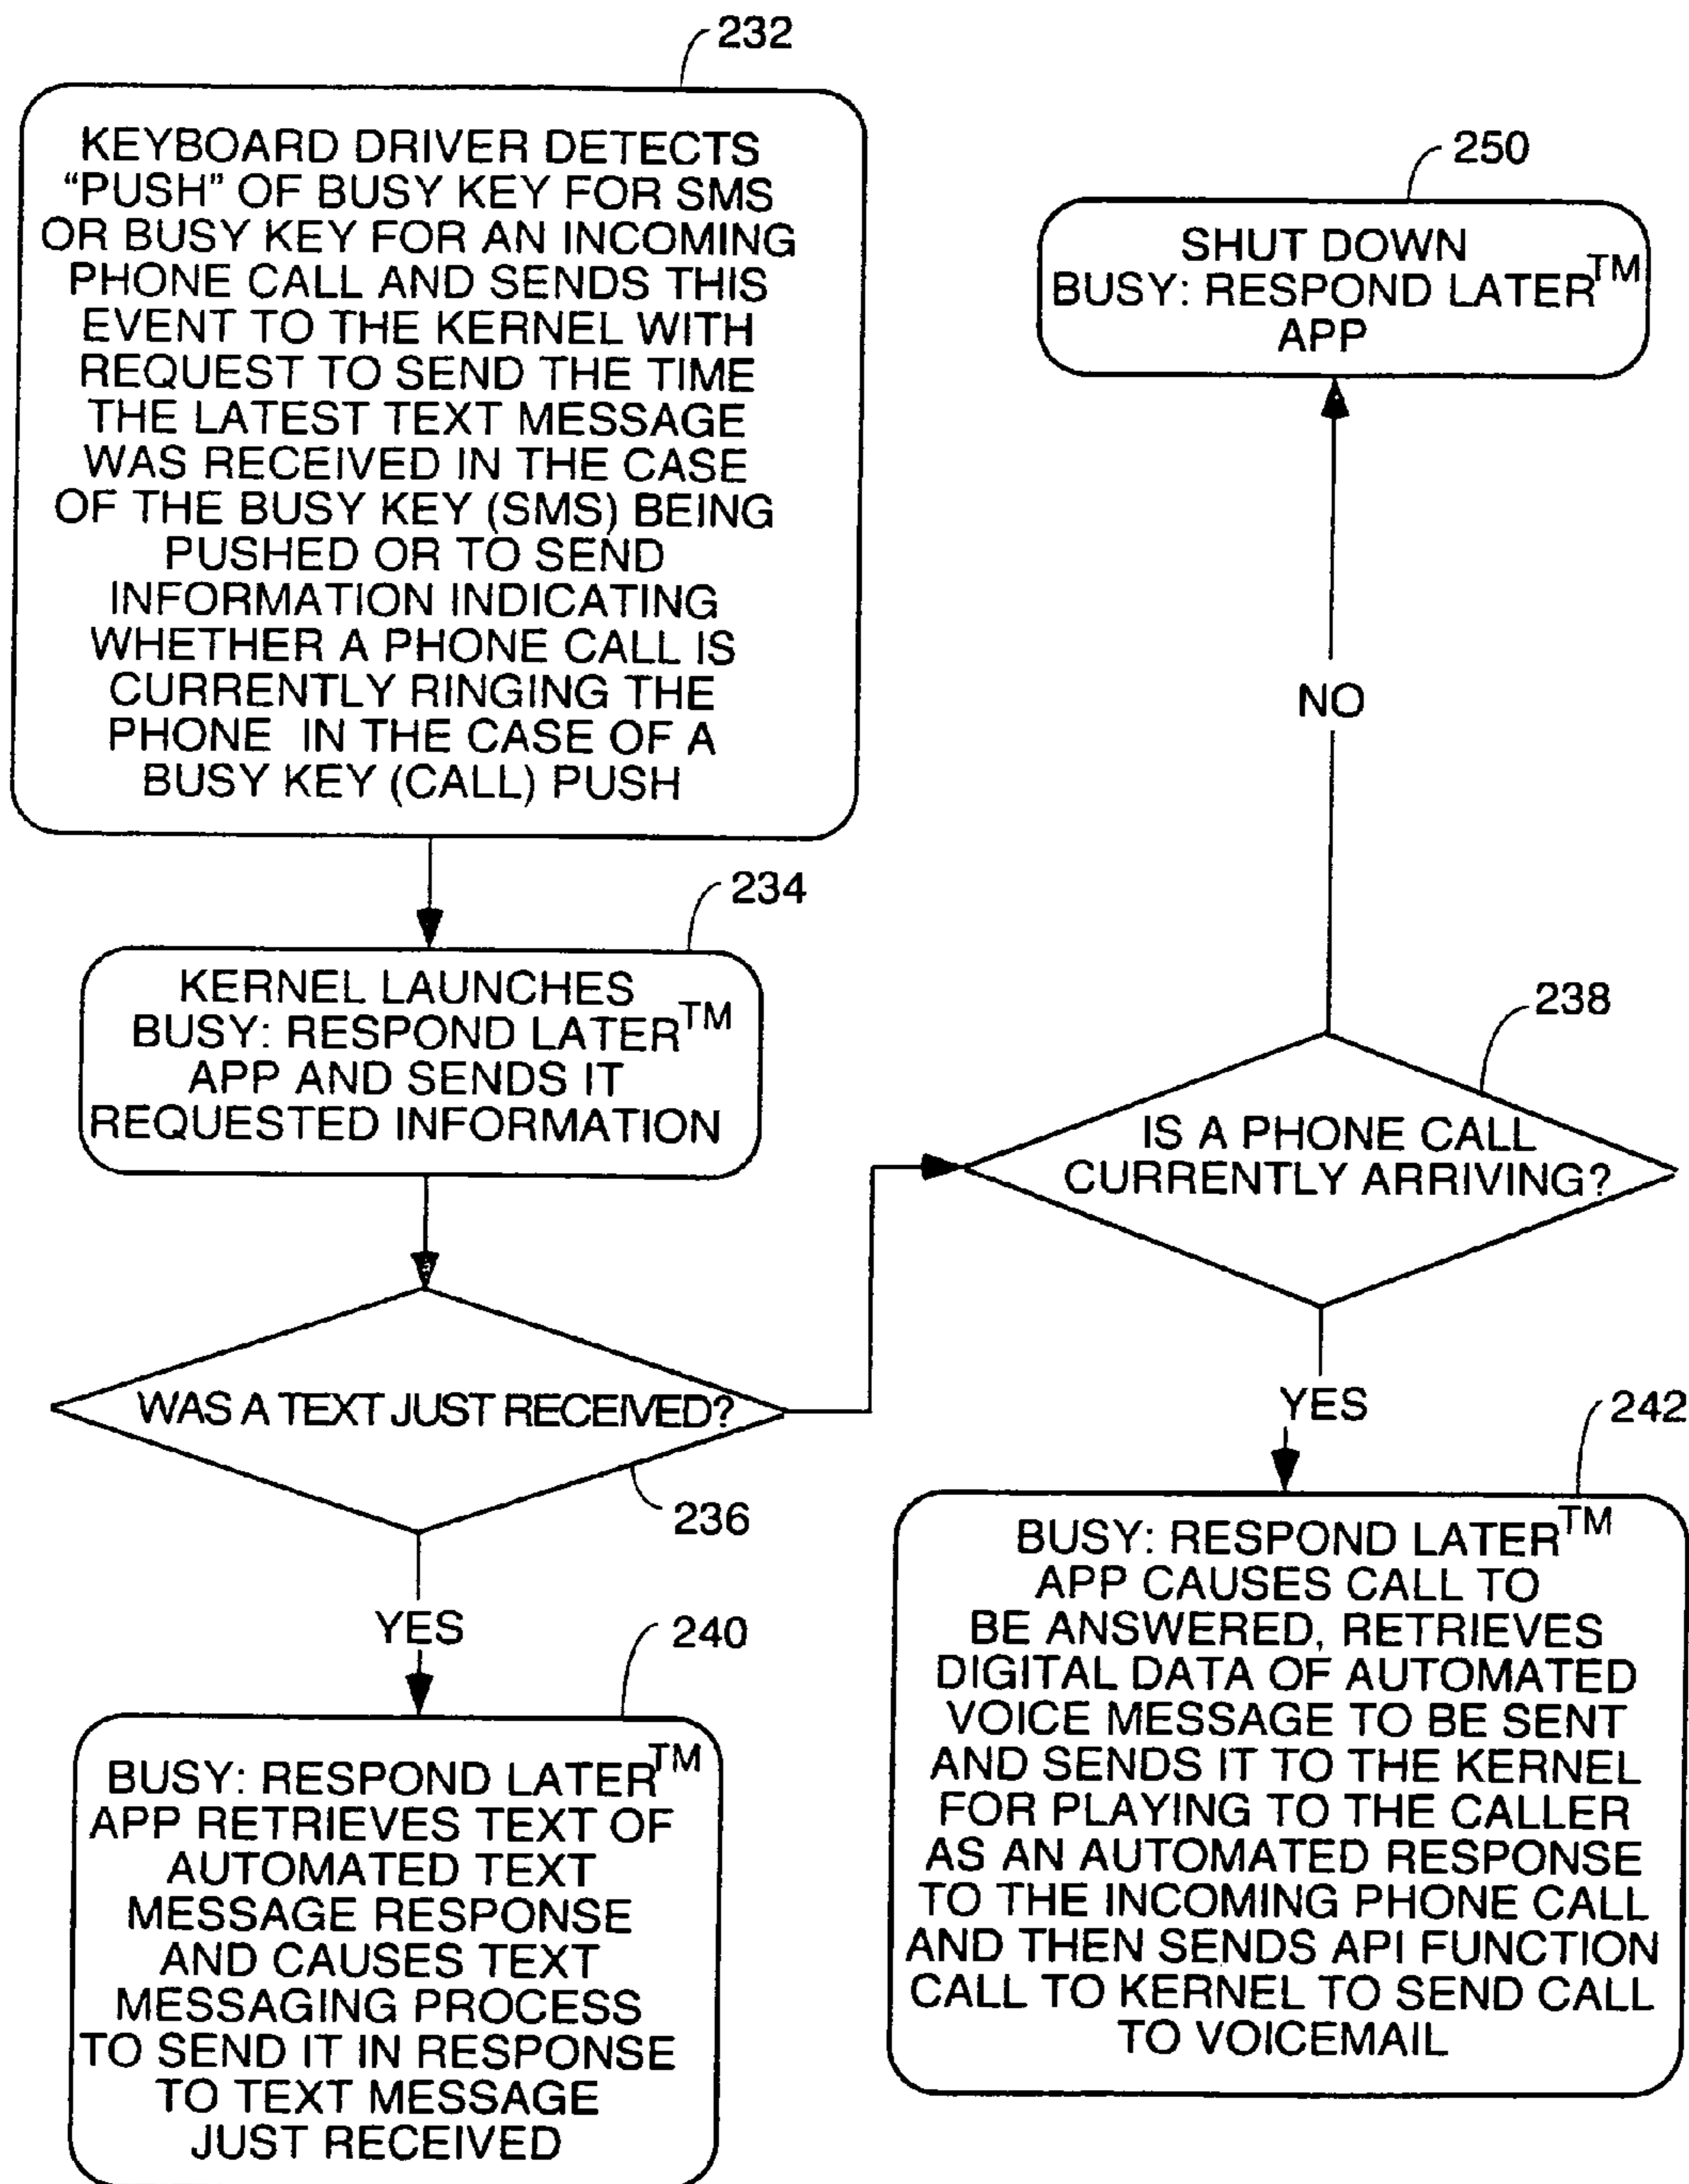 232
KEYBOARD DRIVER DETECTS
“PUSH” OF BUSY KEY FOR SMS
OR BUSY KEY FOR AN INCOMING
PHONE CALL AND SENDS THIS
EVENT TO THE KERNEL WITH
REQUEST TO SEND THE TIME
THE LATEST TEXT MESSAGE
WAS RECEIVED IN THE CASE
OF THE BUSY KEY (SMS) BEING
PUSHED OR TO SEND
INFORMATION INDICATING
WHETHER A PHONE CALL IS
CURRENTLY RINGING THE
PHONE IN THE CASE OF A
BUSY KEY (CALL) PUSH
234
KERNEL LAUNCHES
BUSY: RESPOND LATER™
APP AND SENDS IT
REQUESTED INFORMATION
WAS A TEXT JUST RECEIVED?
236
YES
240
BUSY: RESPOND LATER™
APP RETRIEVES TEXT OF
AUTOMATED TEXT
MESSAGE RESPONSE
AND CAUSES TEXT
MESSAGING PROCESS
TO SEND IT IN RESPONSE
TO TEXT MESSAGE
JUST RECEIVED
250
SHUT DOWN
BUSY: RESPOND LATER™
APP
NO
238
IS A PHONE CALL
CURRENTLY ARRIVING?
YES
242
BUSY: RESPOND LATER™
APP CAUSES CALL TO
BE ANSWERED, RETRIEVES
DIGITAL DATA OF AUTOMATED
VOICE MESSAGE TO BE SENT
AND SENDS IT TO THE KERNEL
FOR PLAYING TO THE CALLER
AS AN AUTOMATED RESPONSE
TO THE INCOMING PHONE CALL
AND THEN SENDS API FUNCTION
CALL TO KERNEL TO SEND CALL
TO VOICEMAIL